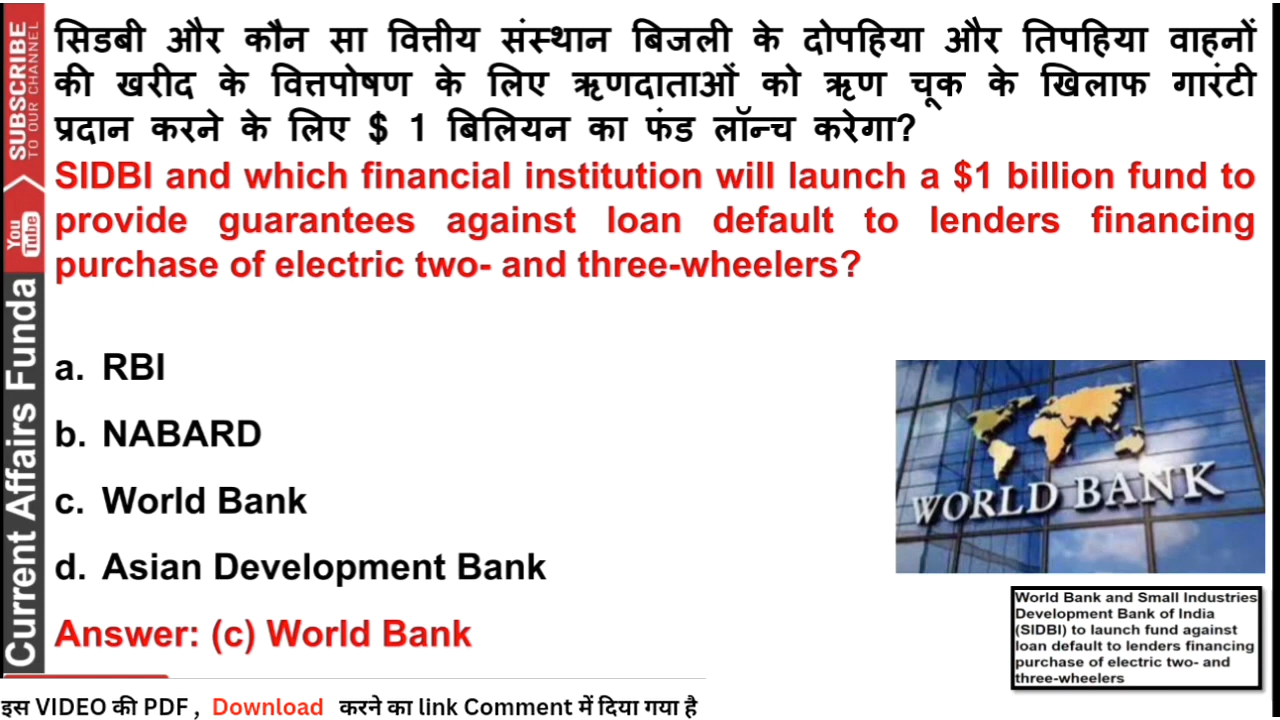 सिडबी और कौन सा वित्तीय संस्थान बिजली के दोपहिया और तिपहिया वाहनों
की खरीद के वित्तपोषण के लिए ऋणदाताओं को ऋण चूक के खिलाफ गारंटी
प्रदान करने के लिए $ 1 बिलियन का फंड लॉन्च करेगा?
SIDBI and which financial institution will launch a $1 billion fund to
provide guarantees against loan default to lenders financing
purchase of electric two- and three-wheelers?
a. RBI
b. NABARD
c. World Bank
d. Asian Development Bank
Answer: (c) World Bank
WORLD BANK
World Bank and Small Industries
Development Bank of India
(SIDBI) to launch fund against
loan default to lenders financing
purchase of electric two- and
three-wheelers
SUBSCRIBE
TO OUR CHANNEL
You
Tube
Current Affairs Funda
इस VIDEO की PDF , Download करने का link Comment में दिया गया है